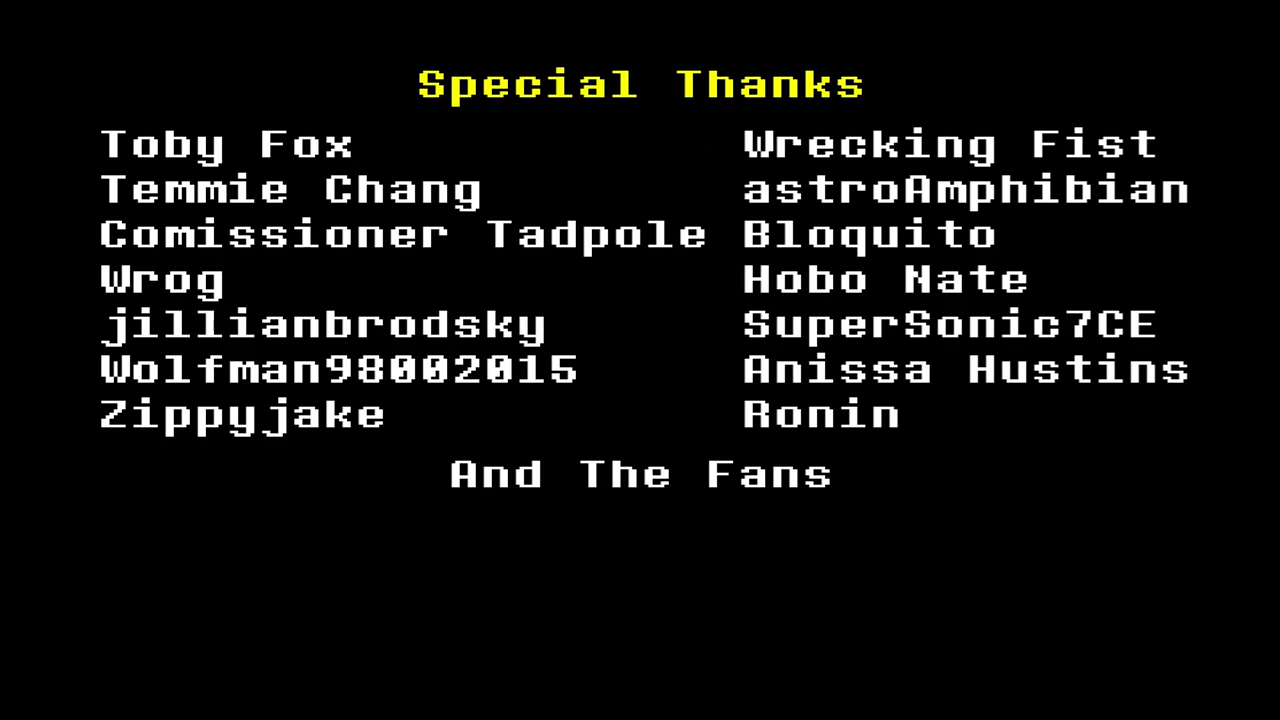 Special Thanks
Toby Fox
Temmie Chang
Comissioner Tadpole
Wrog
jillianbrodsky
Wolfman98002015
Zippyjake
Wrecking Fist
astroAmphibian
Bloquito
Hobo Nate
SuperSonic7CE
Anissa Hustins
Ronin
And The Fans